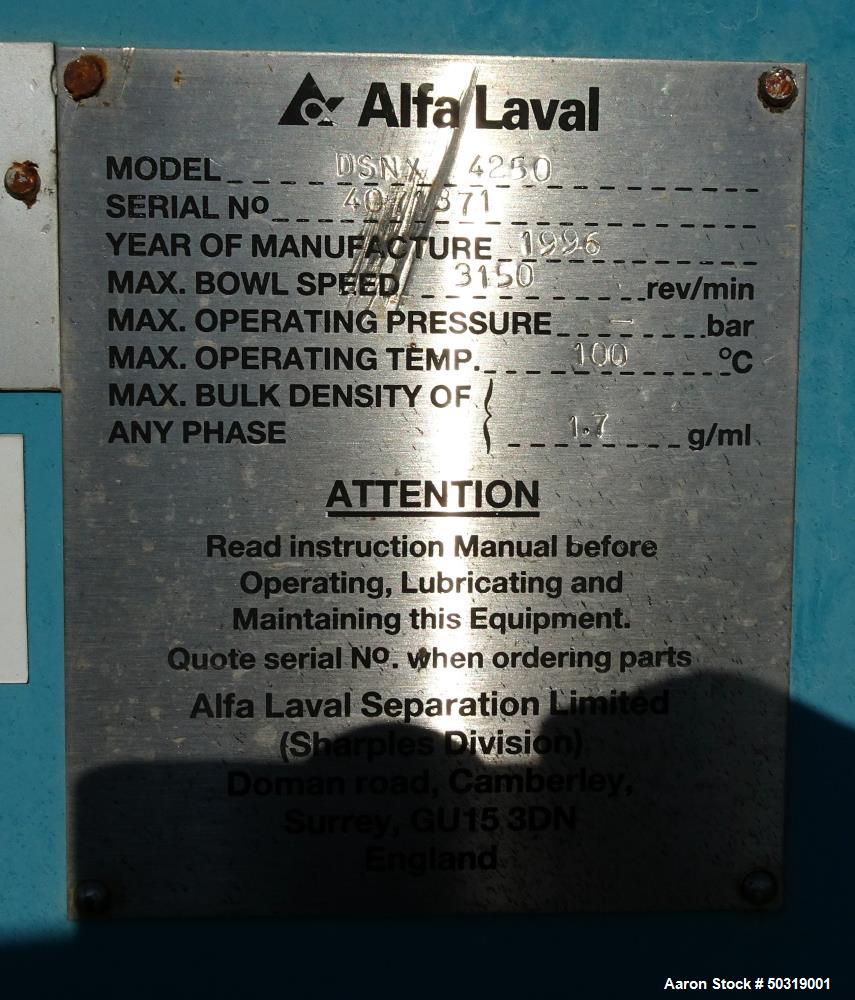 Alfa Laval
MODEL DSNX 4250
SERIAL No 4071371
YEAR OF MANUFACTURE 1996
MAX. BOWL SPEED 3150 rev/min
MAX. OPERATING PRESSURE — bar
MAX. OPERATING TEMP. 100 °C
MAX. BULK DENSITY OF
ANY PHASE 1.7 g/ml
ATTENTION
Read instruction Manual before
Operating, Lubricating and
Maintaining this Equipment.
Quote serial No. when ordering parts
Alfa Laval Separation Limited
(Sharples Division)
Doman road, Camberley,
Surrey, GU15 3DN
England
Aaron Stock # 50319001